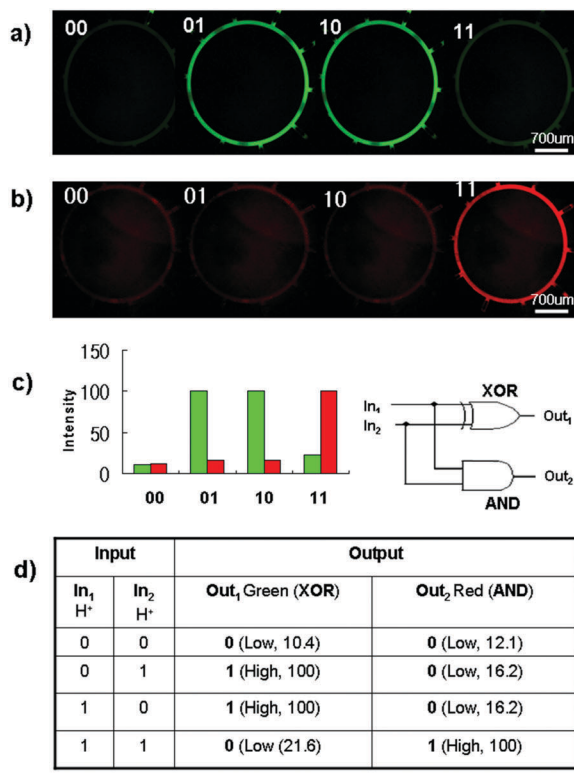 a)
00 01 10 11
700um
b)
00 01 10 11
700um
c)
150
100
50
0
Intensity
00 01 10 11
XOR
In1
In2
Out1
Out2
AND
d)
Input Output
In1 In2 Out1 Green (XOR) Out2 Red (AND)
H+ H+
0 0 0 (Low, 10.4) 0 (Low, 12.1)
0 1 1 (High, 100) 0 (Low, 16.2)
1 0 1 (High, 100) 0 (Low, 16.2)
1 1 0 (Low (21.6) 1 (High, 100)